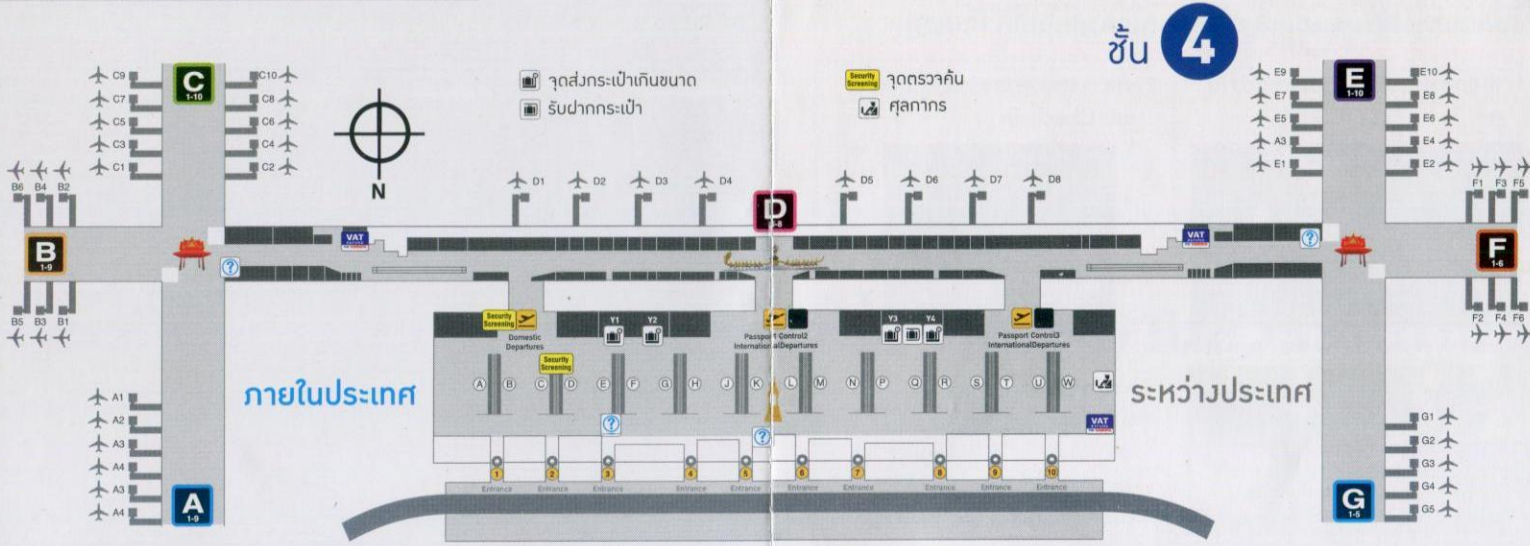 ชั้น 4
จุดส่งกระเป๋าเกินขนาด
รับฝากกระเป๋า
Security Screening จุดตรวจค้น
ศุลกากร
N
C
1-10
C9
C7
C5
C3
C1
C10
C8
C6
C4
C2
B6 B4 B2
B
1-9
B5 B3 B1
A1
A2
A3
A4
A3
A4
A
1-9
D1 D2 D3 D4
D
D5 D6 D7 D8
E
1-10
E9
E7
E5
A3
E1
E10
E8
E6
E4
E2
F1 F3 F5
F
1-6
F2 F4 F6
G1
G2
G3
G4
G5
G
1-5
VAT
VAT
?
?
Security
Screening
Domestic
Departures
Y1 Y2
Passport Control2
InternationalDepartures
Y3 Y4
Passport Control3
InternationalDepartures
Security
Screening
A B C D E F G H J K L M N P Q R S T U W
ภายในประเทศ
ระหว่างประเทศ
?
?
VAT
1 2 3 4 5 6 7 8 9 10
Entrance Entrance Entrance Entrance Entrance Entrance Entrance Entrance Entrance Entrance